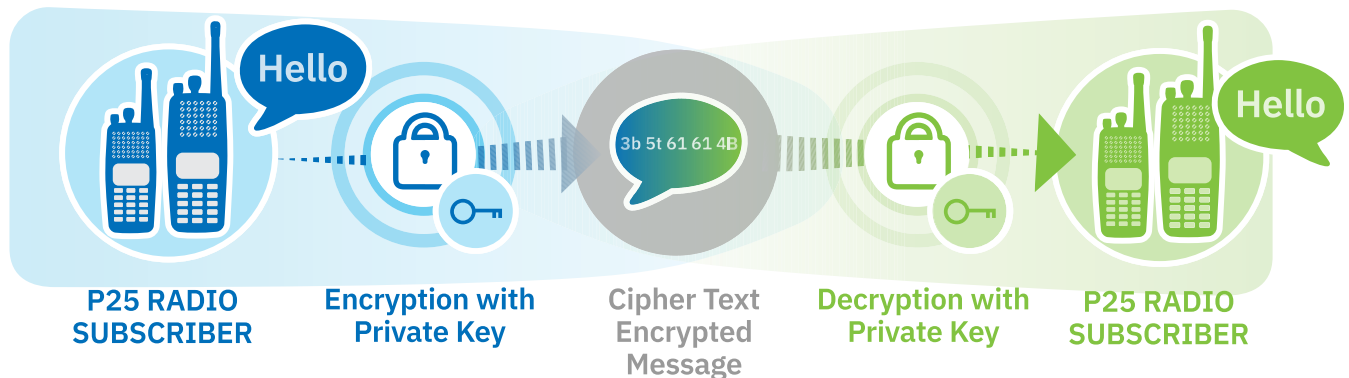 Hello
3b 5t 61 61 4B
Hello
P25 RADIO
SUBSCRIBER
Encryption with
Private Key
Cipher Text
Encrypted
Message
Decryption with
Private Key
P25 RADIO
SUBSCRIBER